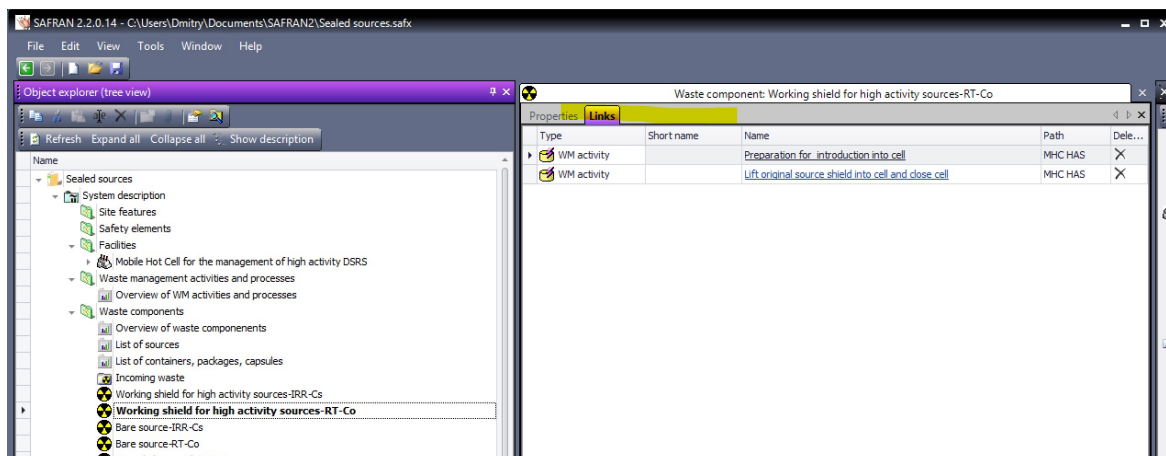 SAFRAN 2.2.0.14 - C:\Users\Dmitry\Documents\SAFRAN2\Sealed sources.safx
File Edit View Tools Window Help
Object explorer (tree view)
Refresh Expand all Collapse all Show description
Name
Sealed sources
System description
Site features
Safety elements
Facilities
Mobile Hot Cell for the management of high activity DSRS
Waste management activities and processes
Overview of WM activities and processes
Waste components
Overview of waste componenents
List of sources
List of containers, packages, capsules
Incoming waste
Working shield for high activity sources-IRR-Cs
Working shield for high activity sources-RT-Co
Bare source-IRR-Cs
Bare source-RT-Co
Waste component: Working shield for high activity sources-RT-Co
Properties Links
Type Short name Name Path Dele...
WM activity Preparation for introduction into cell MHC HAS
WM activity Lift original source shield into cell and close cell MHC HAS